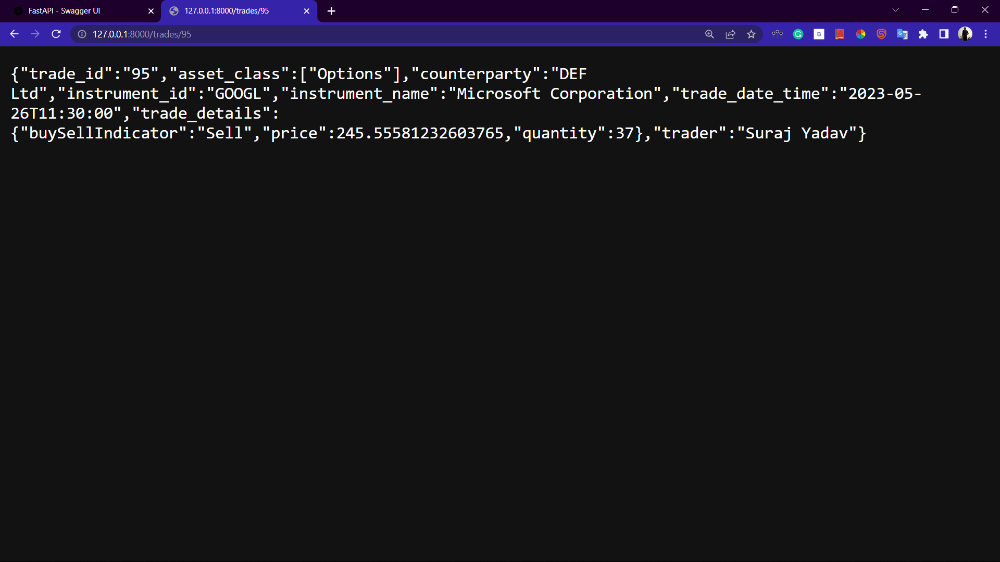 FastAPI - Swagger UI
127.0.0.1:8000/trades/95
127.0.0.1:8000/trades/95
{"trade_id":"95","asset_class":["Options"],"counterparty":"DEF
Ltd","instrument_id":"GOOGL","instrument_name":"Microsoft Corporation","trade_date_time":"2023-05-
26T11:30:00","trade_details":
{"buySellIndicator":"Sell","price":245.55581232603765,"quantity":37},"trader":"Suraj Yadav"}